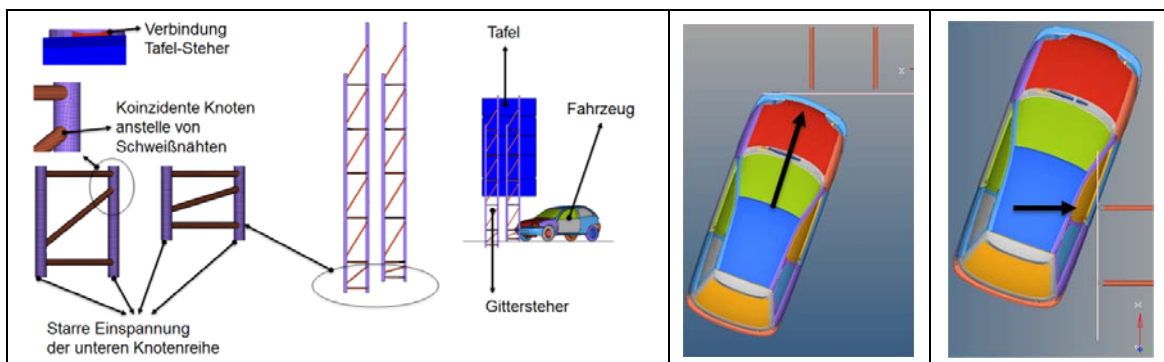 Verbindung
Tafel-Steher
Koinzidente Knoten
anstelle von
Schweißnähten
Starre Einspannung
der unteren Knotenreihe
Tafel
Fahrzeug
Gittersteher
X
X